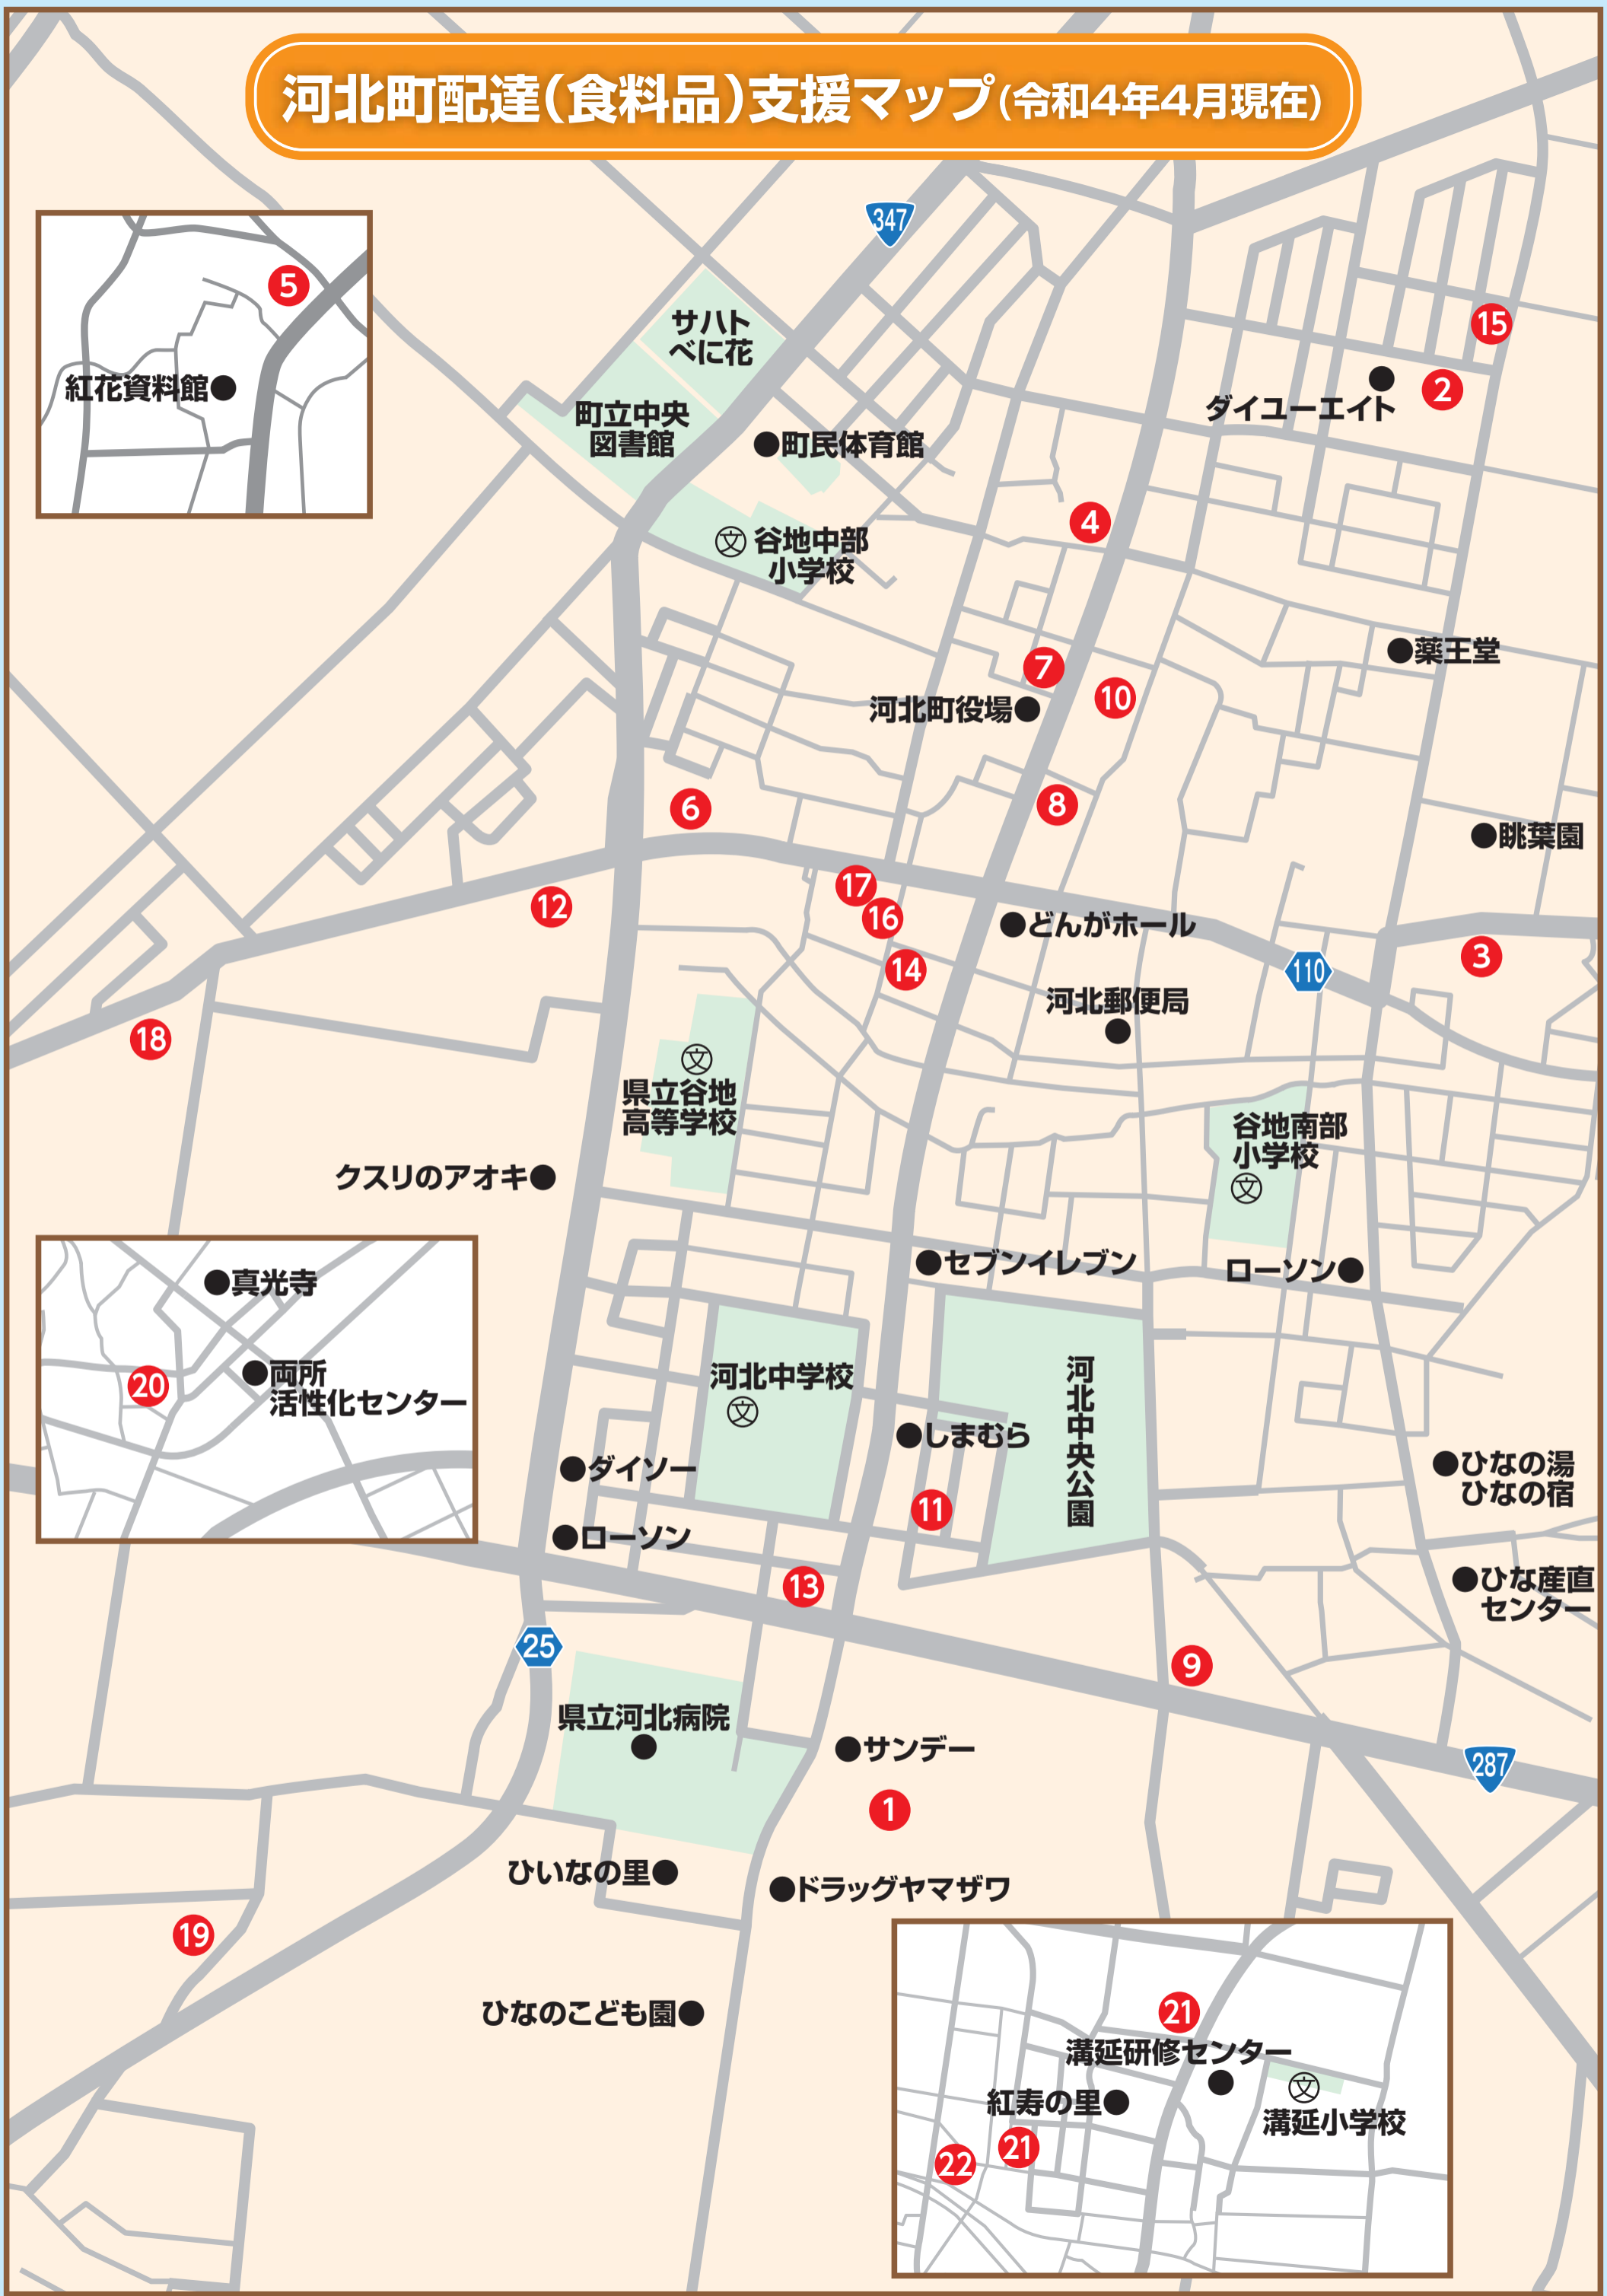 河北町配達(食料品)支援マップ(令和4年4月現在)
347
5
紅花資料館
サハト
べに花
町立中央
図書館
町民体育館
15
2
ダイユーエイト
谷地中部
小学校
文
4
薬王堂
7
10
河北町役場
6
8
眺葉園
17
12
16
どんがホール
14
3
110
河北郵便局
18
文
県立谷地
高等学校
谷地南部
小学校
文
クスリのアオキ
セブンイレブン
ローソン
真光寺
20
両所
活性化センター
河北中学校
文
河北中央公園
しまむら
ダイソー
11
ひなの湯
ひなの宿
ローソン
13
ひな産直
センター
25
9
県立河北病院
サンデー
287
1
ひいなの里
ドラッグヤマザワ
19
ひなのこども園
21
溝延研修センター
紅寿の里
文
溝延小学校
21
22